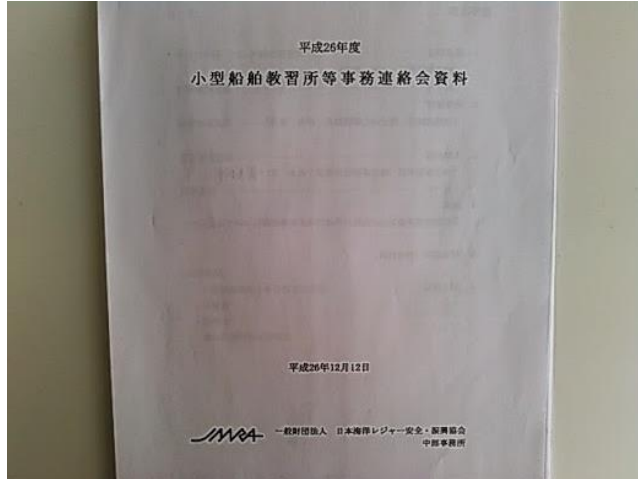 平成26年度
小型船舶教習所等事務連絡会資料
平成26年12月12日
JMRA 一般財団法人 日本海洋レジャー安全・振興協会
中部事務所